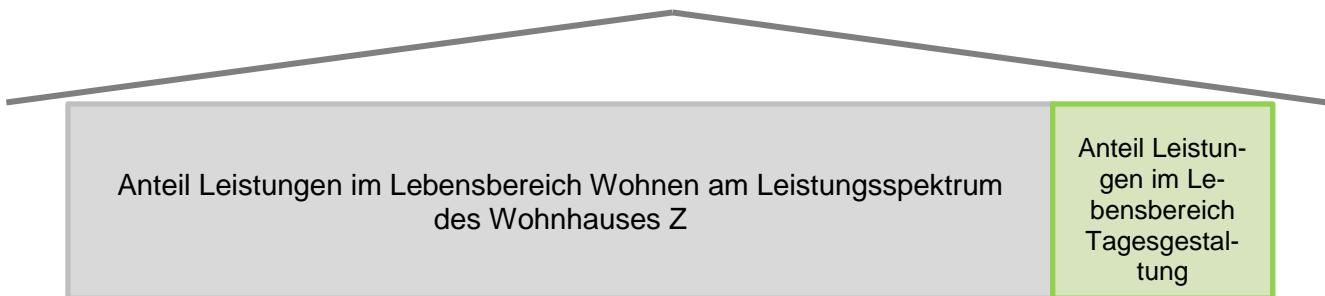 Anteil Leistungen im Lebensbereich Wohnen am Leistungsspektrum
des Wohnhauses Z
Anteil Leistun-
gen im Le-
bensbereich
Tagesgestal-
tung